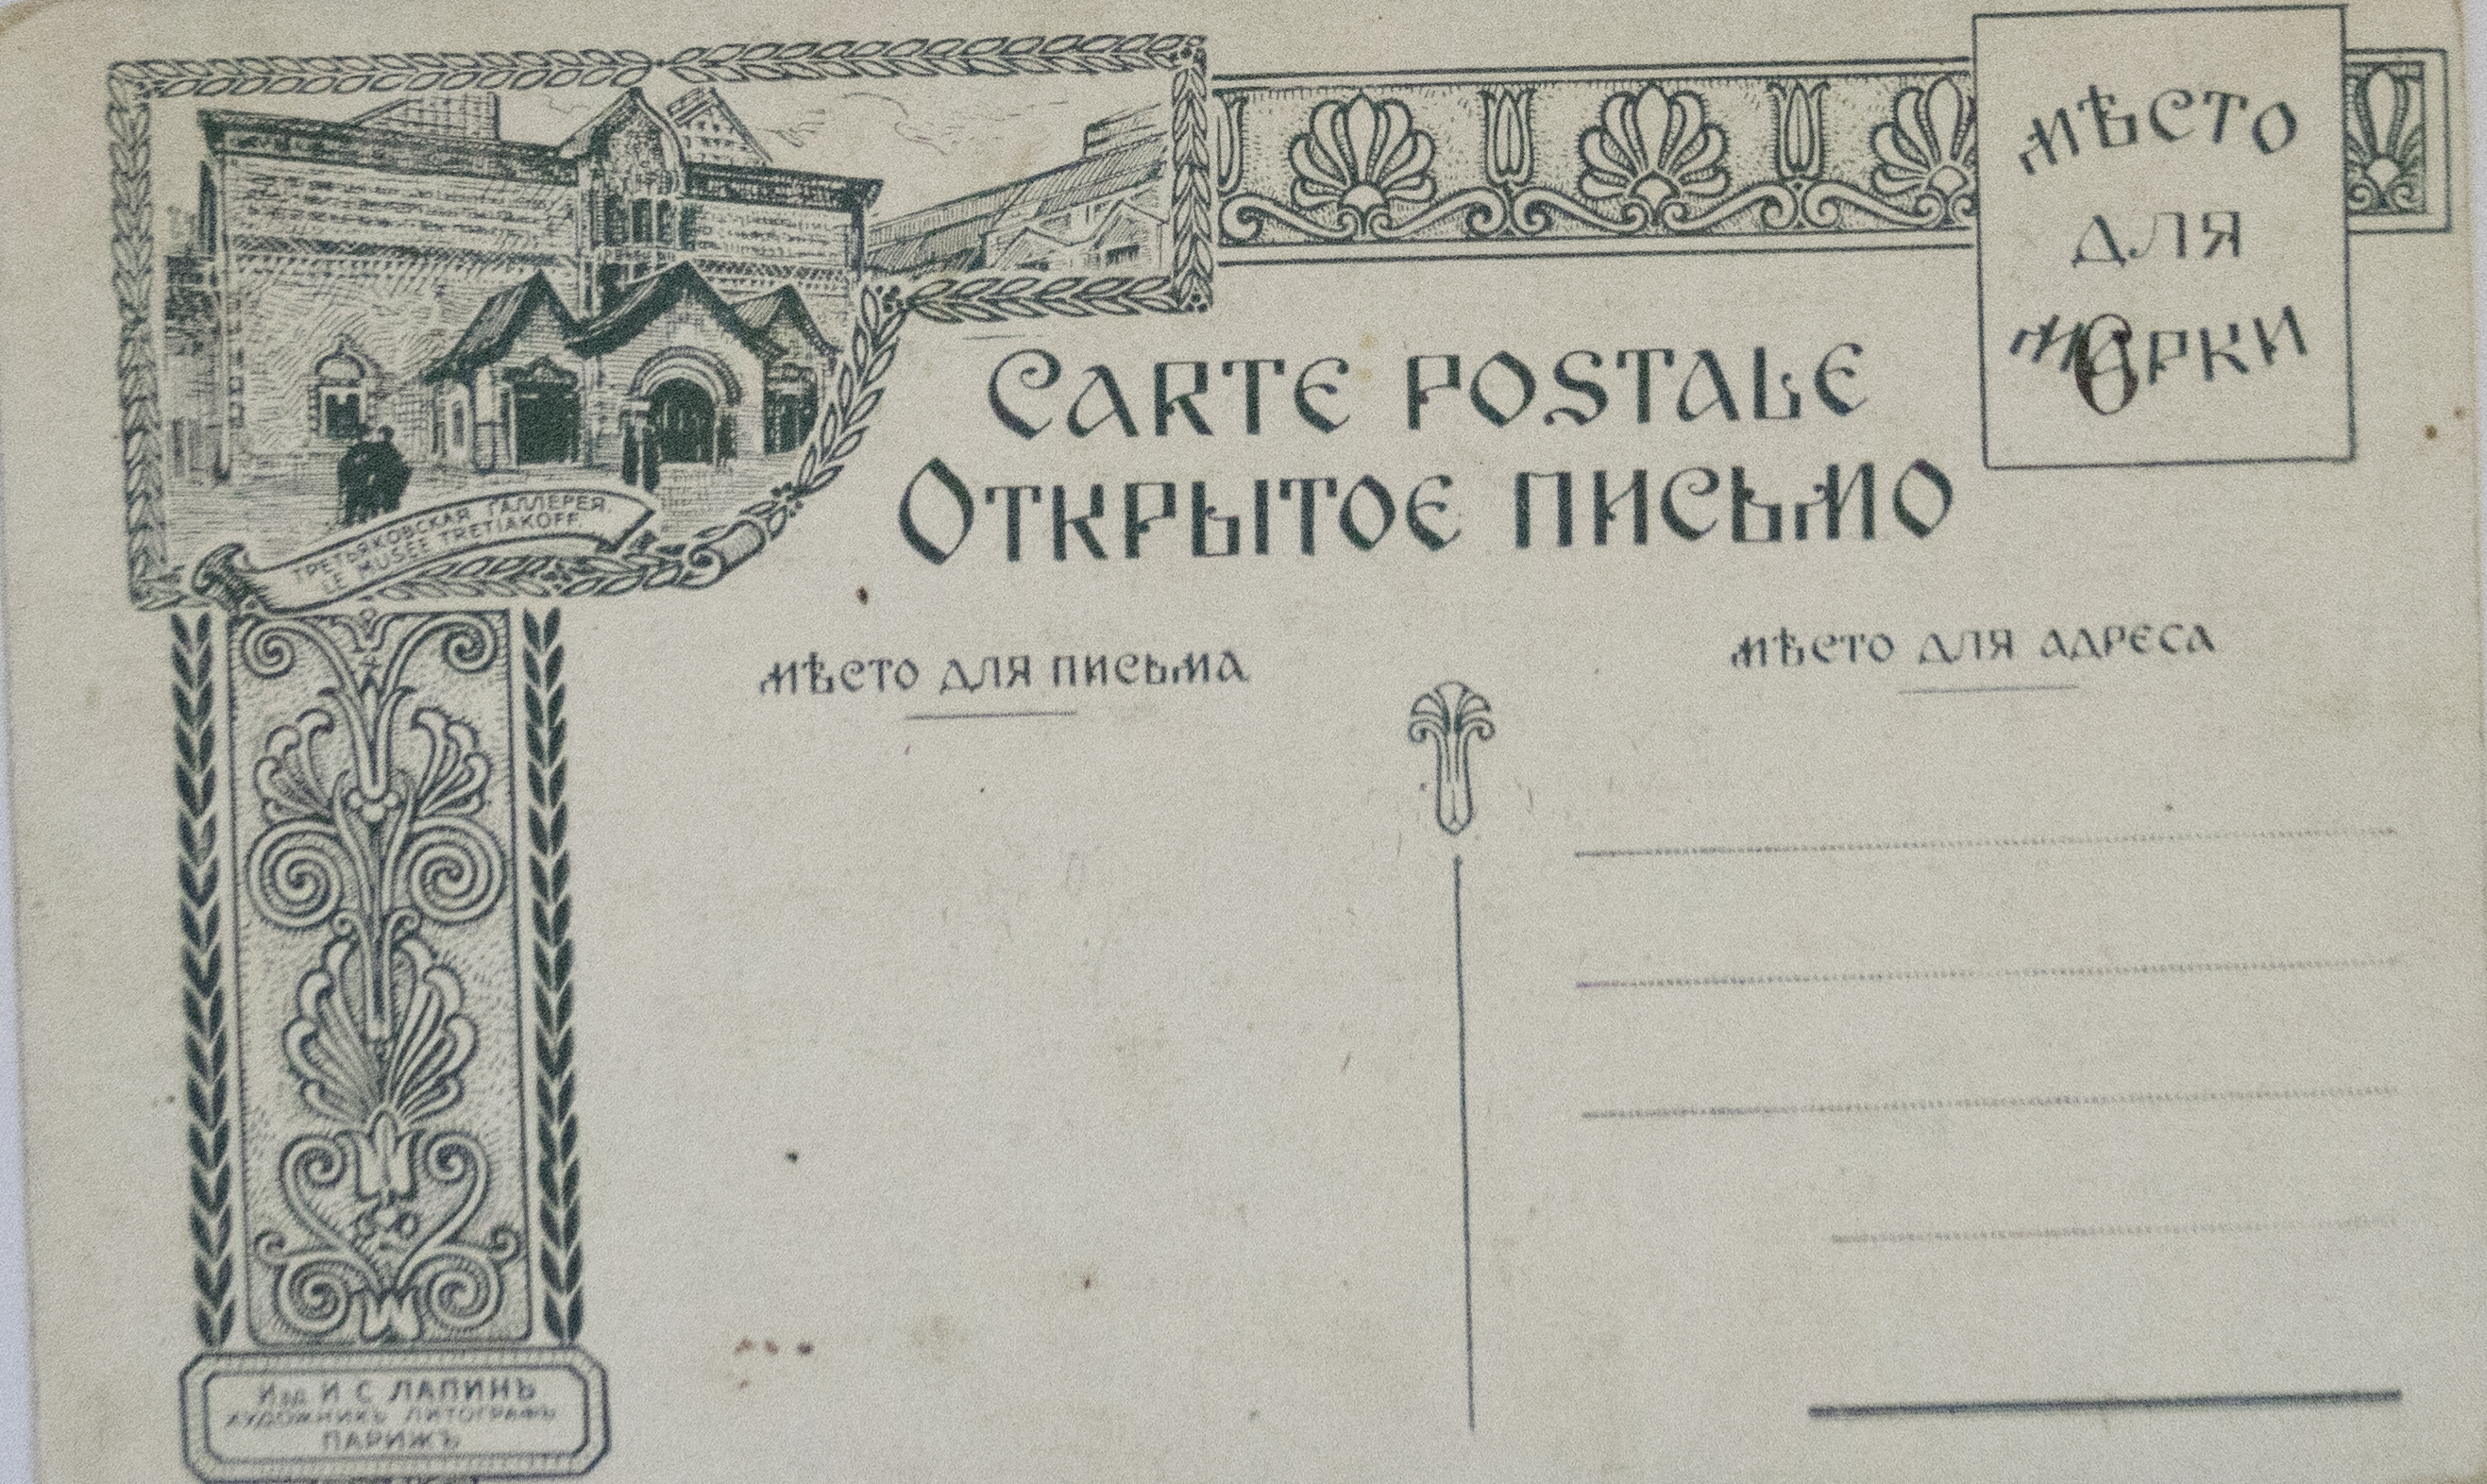 МѢСТО
ДЛЯ
МАРКИ
6
CARTE POSTALE
ОТКРЫТОЕ ПИСЬМО
ТРЕТЬЯКОВСКАЯ ГАЛЛЕРЕЯ.
LE MUSÉE TRETIAKOFF.
МѢСТО ДЛЯ ПИСЬМА
МѢСТО ДЛЯ АДРЕСА
Изд И С ЛАПИНЪ
ХУДОЖНИКЪ ЛИТОГРАФЪ
ПАРИЖЪ